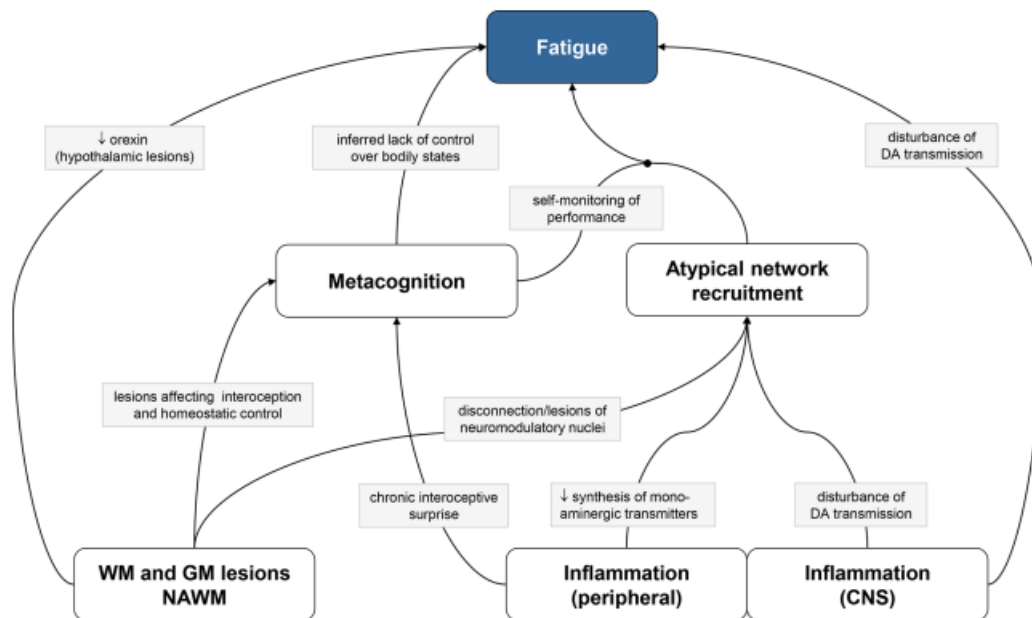 Fatigue
↓ orexin
(hypothalamic lesions)
inferred lack of control
over bodily states
disturbance of
DA transmission
self-monitoring of
performance
Metacognition
Atypical network
recruitment
lesions affecting interoception
and homeostatic control
disconnection/lesions of
neuromodulatory nuclei
chronic interoceptive
surprise
↓ synthesis of mono-
aminergic transmitters
disturbance of
DA transmission
WM and GM lesions
NAWM
Inflammation
(peripheral)
Inflammation
(CNS)